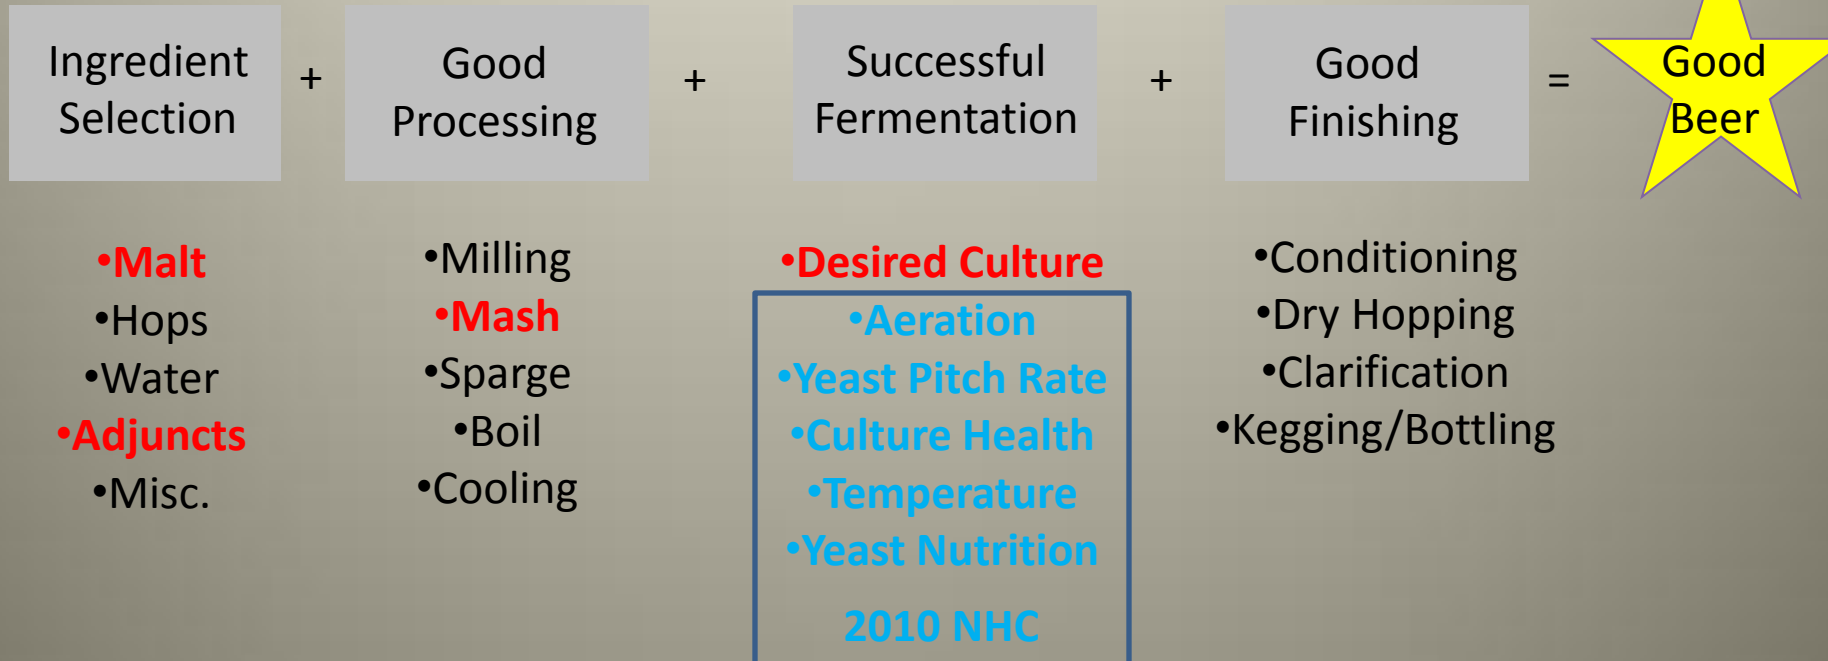 Ingredient
Selection
+
Good
Processing
+
Successful
Fermentation
+
Good
Finishing
=
Good
Beer
•Malt
•Hops
•Water
•Adjuncts
•Misc.
•Milling
•Mash
•Sparge
•Boil
•Cooling
•Desired Culture
•Aeration
•Yeast Pitch Rate
•Culture Health
•Temperature
•Yeast Nutrition
2010 NHC
•Conditioning
•Dry Hopping
•Clarification
•Kegging/Bottling